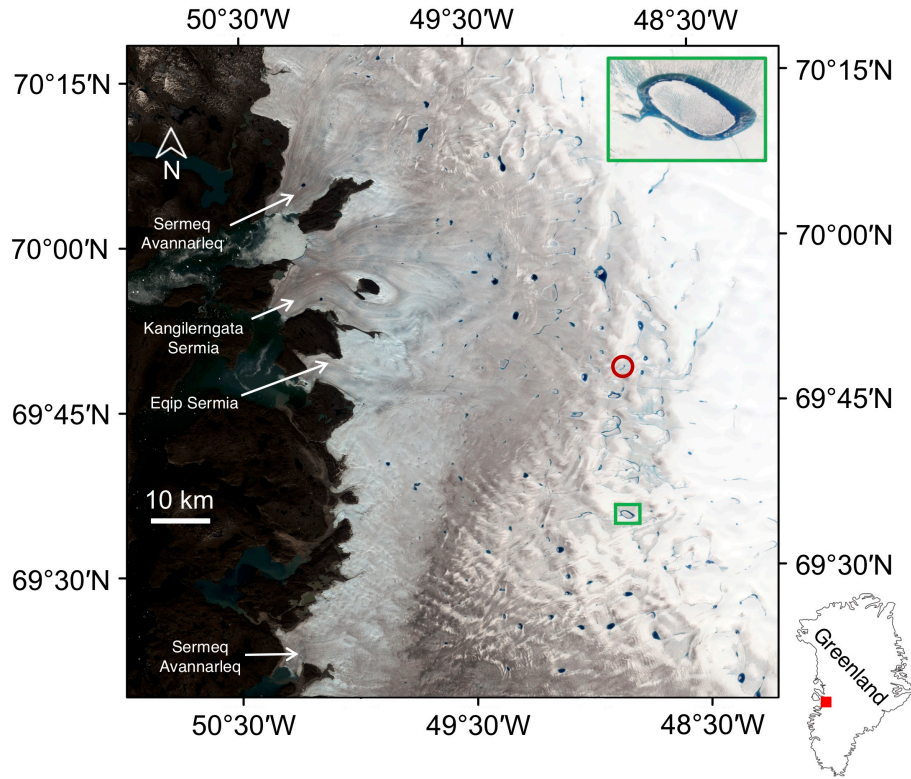 50°30′W 49°30′W 48°30′W
70°15′N
70°15′N
N
Sermeq
Avannarleq
70°00′N
70°00′N
Kangilerngata
Sermia
Eqip Sermia
69°45′N
69°45′N
10 km
69°30′N
69°30′N
Sermeq
Avannarleq
Greenland
50°30′W 49°30′W 48°30′W